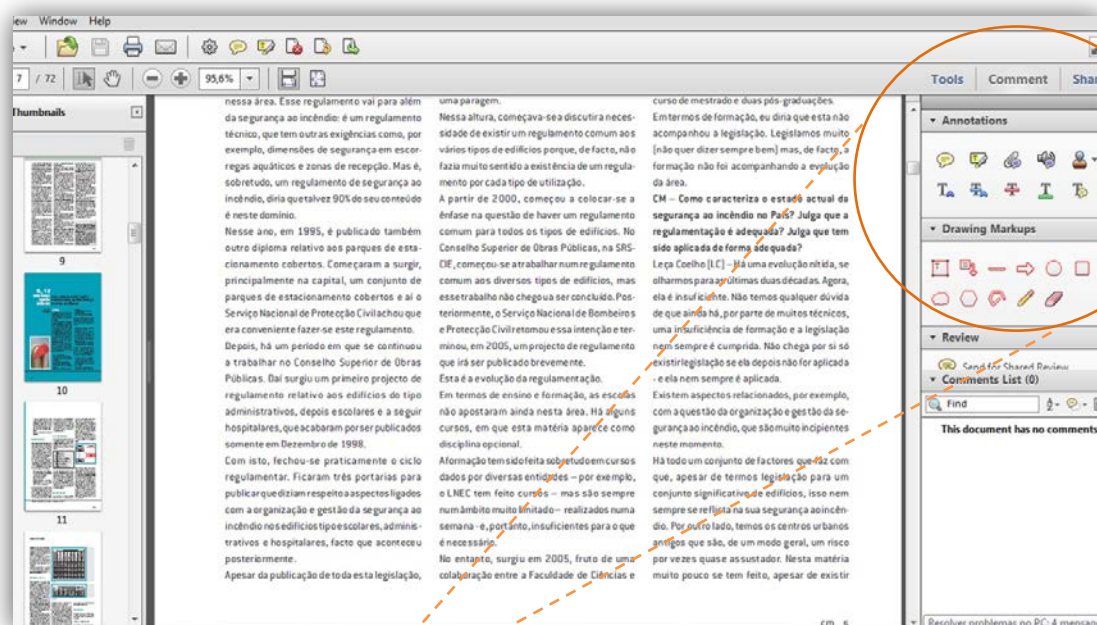 Window Help
7 / 72
95,6%
Tools Comment
Thumbnails
9
10
11
nessa área. Esse regulamento vai para além
da segurança ao incêndio: é um regulamento
técnico, que tem outras exigências como, por
exemplo, dimensões de segurança em escor-
regas aquáticos e zonas de recepção. Mas é,
sobretudo, um regulamento de segurança ao
incêndio, diria que talvez 90% do seu conteúdo
é neste domínio.
Nesse ano, em 1995, é publicado também
outro diploma relativo aos parques de esta-
cionamento cobertos. Começaram a surgir,
principalmente na capital, um conjunto de
parques de estacionamento cobertos e aí o
Serviço Nacional de Protecção Civil achou que
era conveniente fazer-se este regulamento.
Depois, há um período em que se continuou
a trabalhar no Conselho Superior de Obras
Públicas. Daí surgiu um primeiro projecto de
regulamento relativo aos edifícios do tipo
administrativos, depois escolares e a seguir
hospitalares, que acabaram por ser publicados
somente em Dezembro de 1998.
Com isto, fechou-se praticamente o ciclo
regulamentar. Ficaram três portarias para
publicar que diziam respeito a aspectos ligados
com a organização e gestão da segurança ao
incêndio nos edifícios tipo escolares, adminis-
trativos e hospitalares, facto que aconteceu
posteriormente.
Apesar da publicação de toda esta legislação,
uma paragem.
Nessa altura, começava-se a discutir a neces-
sidade de existir um regulamento comum aos
vários tipos de edifícios porque, de facto, não
fazia muito sentido a existência de um regula-
mento por cada tipo de utilização.
A partir de 2000, começou a colocar-se a
ênfase na questão de haver um regulamento
comum para todos os tipos de edifícios. No
Conselho Superior de Obras Públicas, na SRS-
CIE, começou-se a trabalhar num regulamento
comum aos diversos tipos de edifícios, mas
esse trabalho não chegou a ser concluído. Pos-
teriormente, o Serviço Nacional de Bombeiros
e Protecção Civil retomou essa intenção e ter-
minou, em 2005, um projecto de regulamento
que irá ser publicado brevemente.
Esta é a evolução da regulamentação.
Em termos de ensino e formação, as escolas
não apostaram ainda nesta área. Há alguns
cursos, em que esta matéria aparece como
disciplina opcional.
A formação tem sido feita sobretudo em cursos
dados por diversas entidades – por exemplo,
o LNEC tem feito cursos – mas são sempre
num âmbito muito limitado – realizados numa
semana - e, portanto, insuficientes para o que
é necessário.
No entanto, surgiu em 2005, fruto de uma
colaboração entre a Faculdade de Ciências e
curso de mestrado e duas pós-graduações.
Em termos de formação, eu diria que esta não
acompanhou a legislação. Legislamos muito
(não quer dizer sempre bem) mas, de facto, a
formação não foi acompanhando a evolução
da área.
CM – Como caracteriza o estado actual da
segurança ao incêndio no País? Julga que a
regulamentação é adequada? Julga que tem
sido aplicada de forma adequada?
Leça Coelho (LC) – Há uma evolução nítida, se
olharmos para as últimas duas décadas. Agora,
ela é insuficiente. Não temos qualquer dúvida
de que ainda há, por parte de muitos técnicos,
uma insuficiência de formação e a legislação
nem sempre é cumprida. Não chega por si só
existir legislação se ela depois não for aplicada
- e ela nem sempre é aplicada.
Existem aspectos relacionados, por exemplo,
com a questão da organização e gestão da se-
gurança ao incêndio, que são muito incipientes
neste momento.
Há todo um conjunto de factores que faz com
que, apesar de termos legislação para um
conjunto significativo de edifícios, isso nem
sempre se reflista na sua segurança ao incên-
dio. Por outro lado, temos os centros urbanos
antigos que são, de um modo geral, um risco
por vezes quase assustador. Nesta matéria
muito pouco se tem feito, apesar de existir
Annotations
Drawing Markups
Review
Send for Shared Review
Comments List (0)
Find
This document has no comments
Resolver problemas no PC: 4